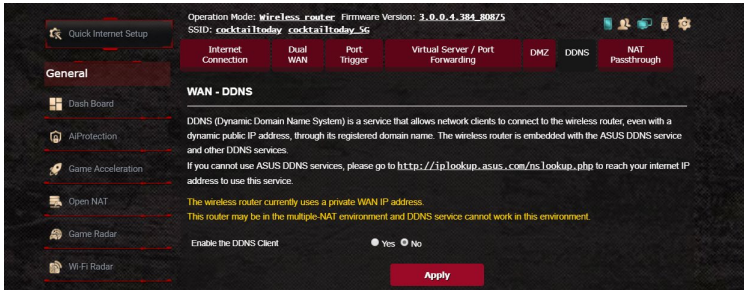 Quick Internet Setup
General
Dash Board
AiProtection
Game Acceleration
Open NAT
Game Radar
Wi-Fi Radar
Operation Mode: Wireless router Firmware Version: 3.0.0.4.384_80875
SSID: cocktailtoday cocktailtoday_5G
Internet Connection
Dual WAN
Port Trigger
Virtual Server / Port Forwarding
DMZ
DDNS
NAT Passthrough
WAN - DDNS
DDNS (Dynamic Domain Name System) is a service that allows network clients to connect to the wireless router, even with a
dynamic public IP address, through its registered domain name. The wireless router is embedded with the ASUS DDNS service
and other DDNS services.
If you cannot use ASUS DDNS services, please go to http://iplookup.asus.com/nslookup.php to reach your internet IP
address to use this service.
The wireless router currently uses a private WAN IP address.
This router may be in the multiple-NAT environment and DDNS service cannot work in this environment.
Enable the DDNS Client Yes No
Apply